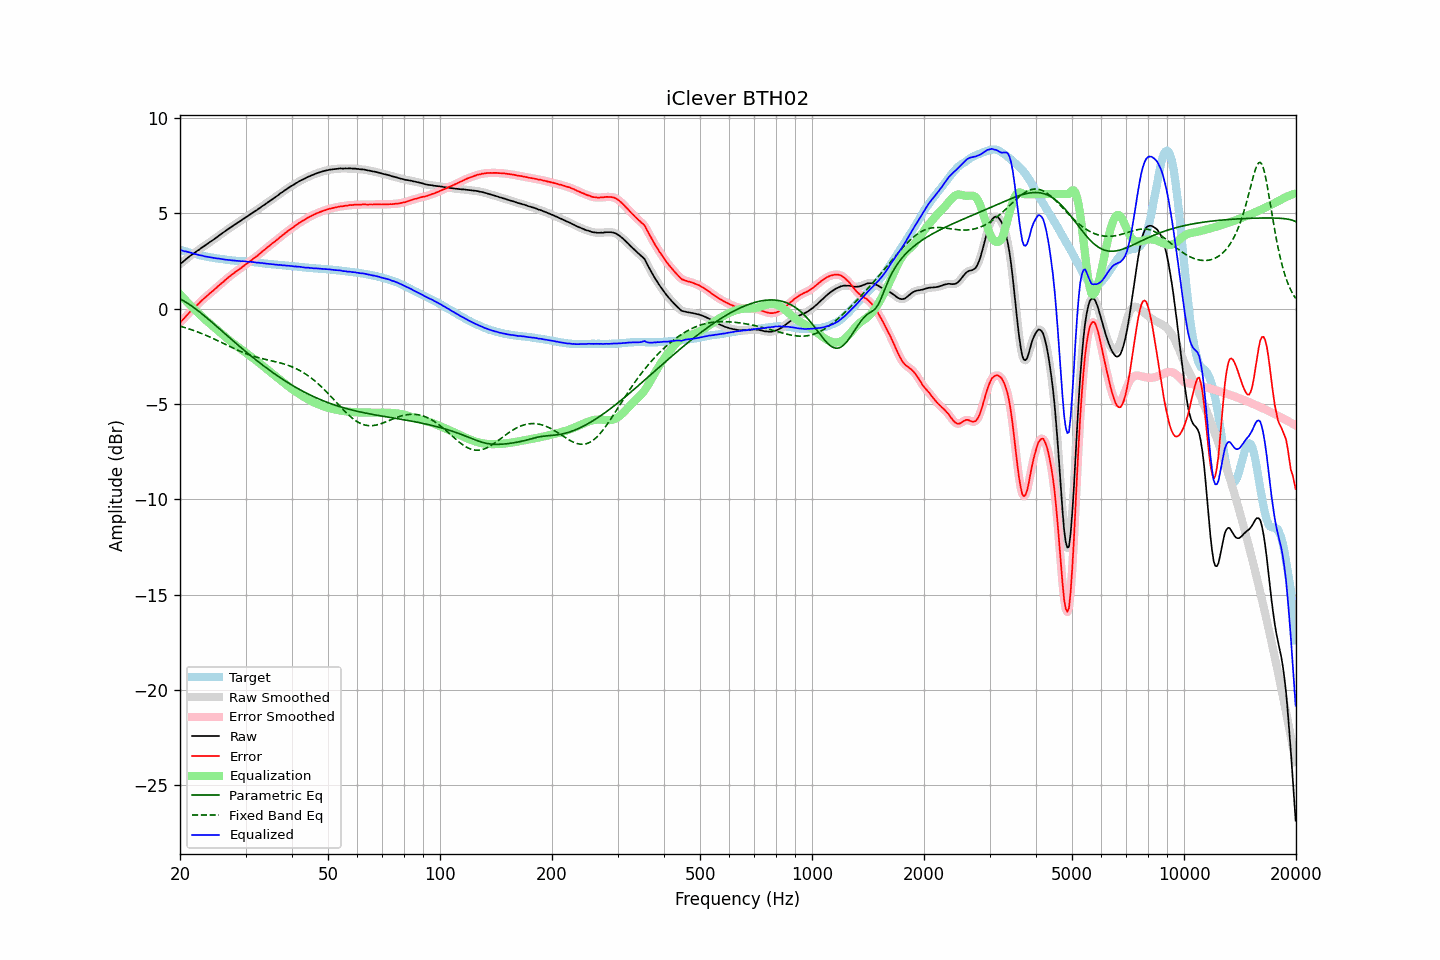 iClever BTH02
10
5
0
−5
−10
−15
−20
−25
Amplitude (dBr)
Target
Raw Smoothed
Error Smoothed
Raw
Error
Equalization
Parametric Eq
Fixed Band Eq
Equalized
20 50 100 200 500 1000 2000 5000 10000 20000
Frequency (Hz)